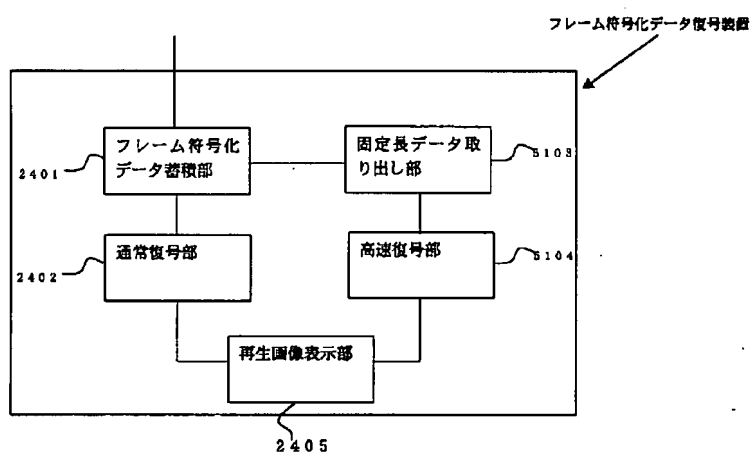 フレーム符号化データ復号装置
フレーム符号化
データ蓄積部
固定長データ取
り出し部
2401
5103
通常復号部
高速復号部
2402
5104
再生画像表示部
2405